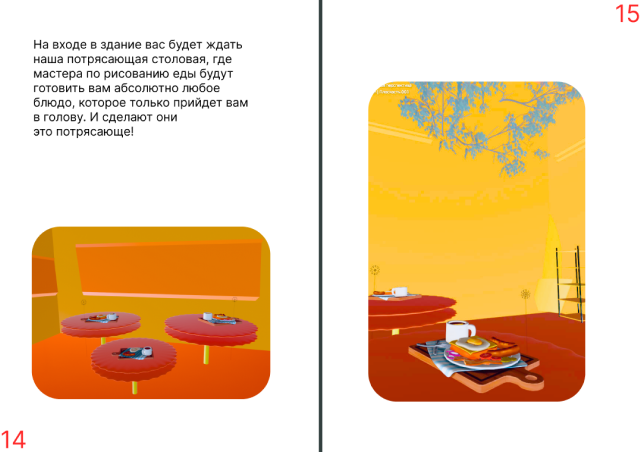 15
На входе в здание вас будет ждать
наша потрясающая столовая, где
мастера по рисованию еды будут
готовить вам абсолютно любое
блюдо, которое только прийдет вам
в голову. И сделают они
это потрясающе!
14